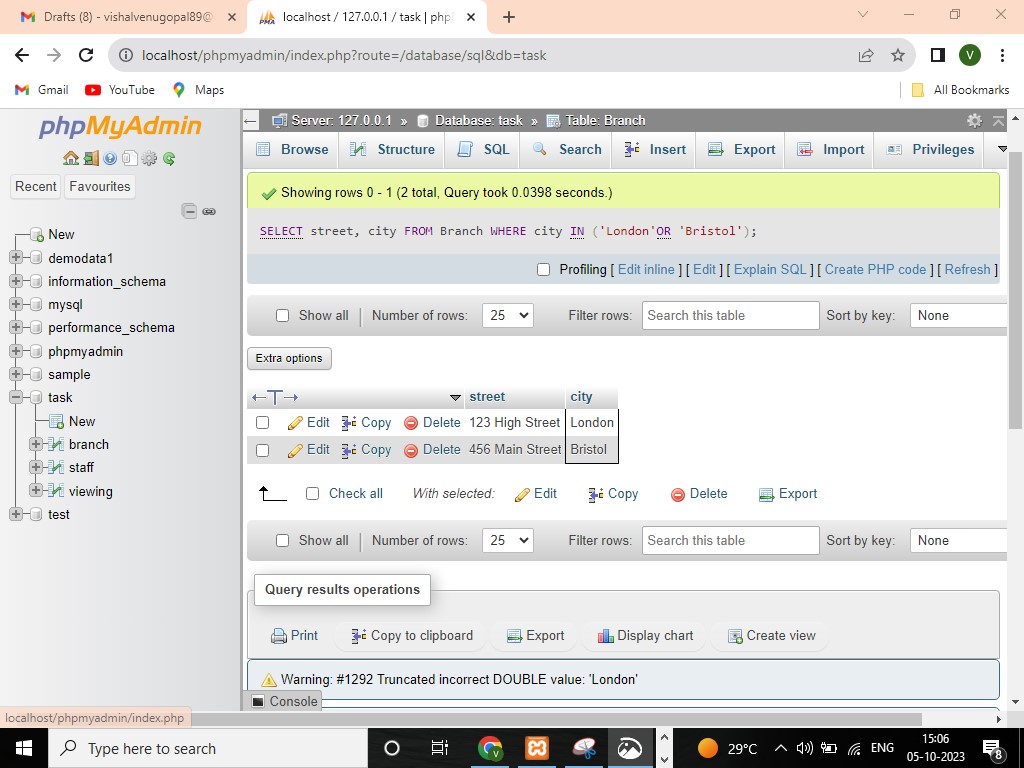 Drafts (8) - vishalvenugopal89@
localhost / 127.0.0.1 / task | php
localhost/phpmyadmin/index.php?route=/database/sql&db=task
V
Gmail YouTube Maps All Bookmarks
phpMyAdmin
Recent Favourites
New
demodata1
information_schema
mysql
performance_schema
phpmyadmin
sample
task
New
branch
staff
viewing
test
Server: 127.0.0.1 » Database: task » Table: Branch
Browse Structure SQL Search Insert Export Import Privileges
Showing rows 0 - 1 (2 total, Query took 0.0398 seconds.)
SELECT street, city FROM Branch WHERE city IN ('London'OR 'Bristol');
Profiling [ Edit inline ] [ Edit ] [ Explain SQL ] [ Create PHP code ] [ Refresh ]
Show all Number of rows: 25 Filter rows: Search this table Sort by key: None
Extra options
←T→ street city
Edit Copy Delete 123 High Street London
Edit Copy Delete 456 Main Street Bristol
Check all With selected: Edit Copy Delete Export
Show all Number of rows: 25 Filter rows: Search this table Sort by key: None
Query results operations
Print Copy to clipboard Export Display chart Create view
Warning: #1292 Truncated incorrect DOUBLE value: 'London'
Console
localhost/phpmyadmin/index.php
Type here to search
29°C ENG
15:06
05-10-2023
8